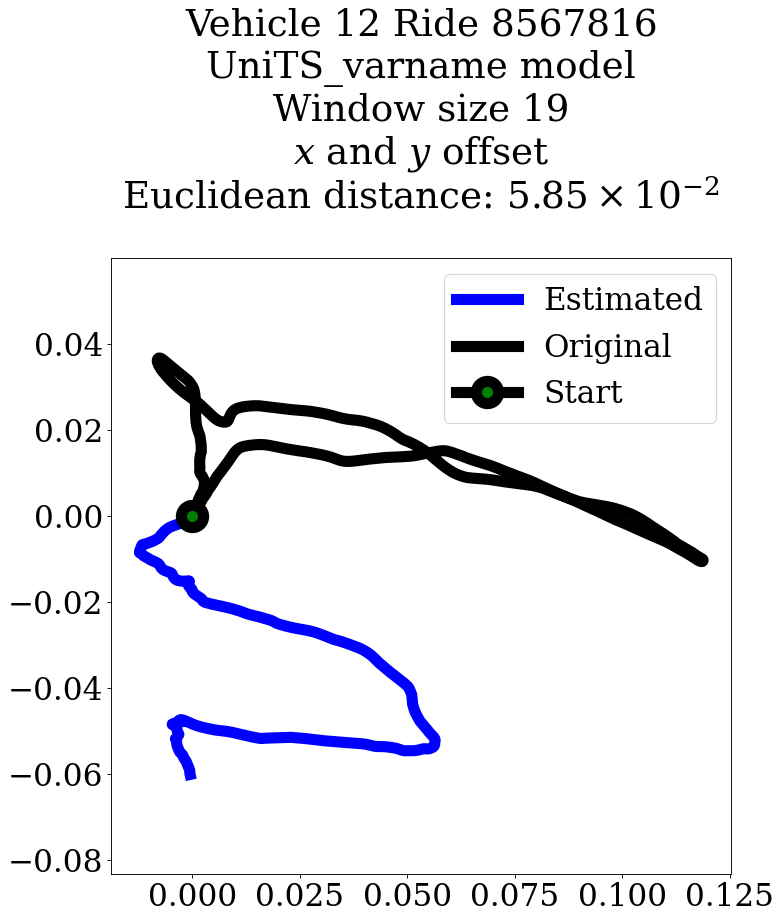 Vehicle 12 Ride 8567816
UniTS_varname model
Window size 19
x and y offset
Euclidean distance: 5.85 × 10⁻²
Estimated
Original
Start
0.04
0.02
0.00
−0.02
−0.04
−0.06
−0.08
0.000 0.025 0.050 0.075 0.100 0.125